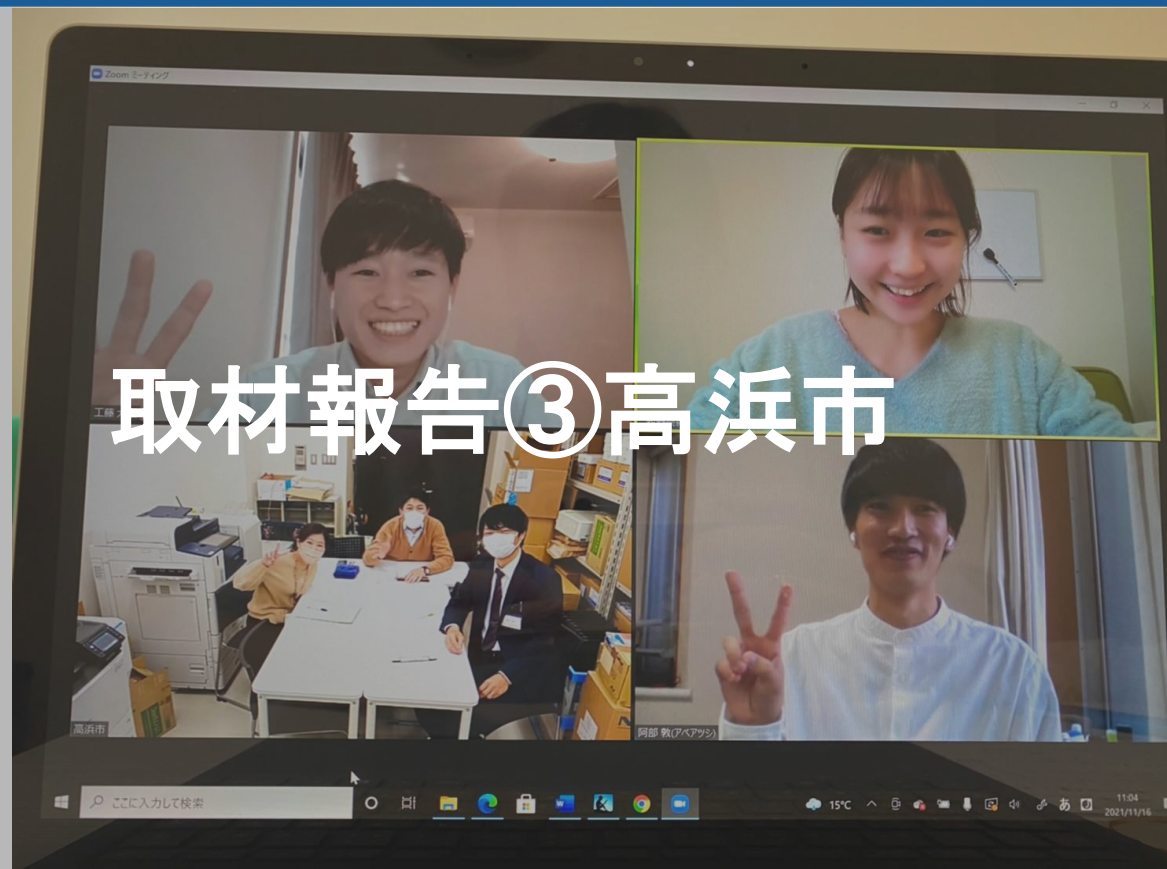 Zoom ミーティング
取材報告③高浜市
工藤
高浜市
阿部 敦(アベアツシ)
ここに入力して検索
15℃
あ
11:04
2021/11/16